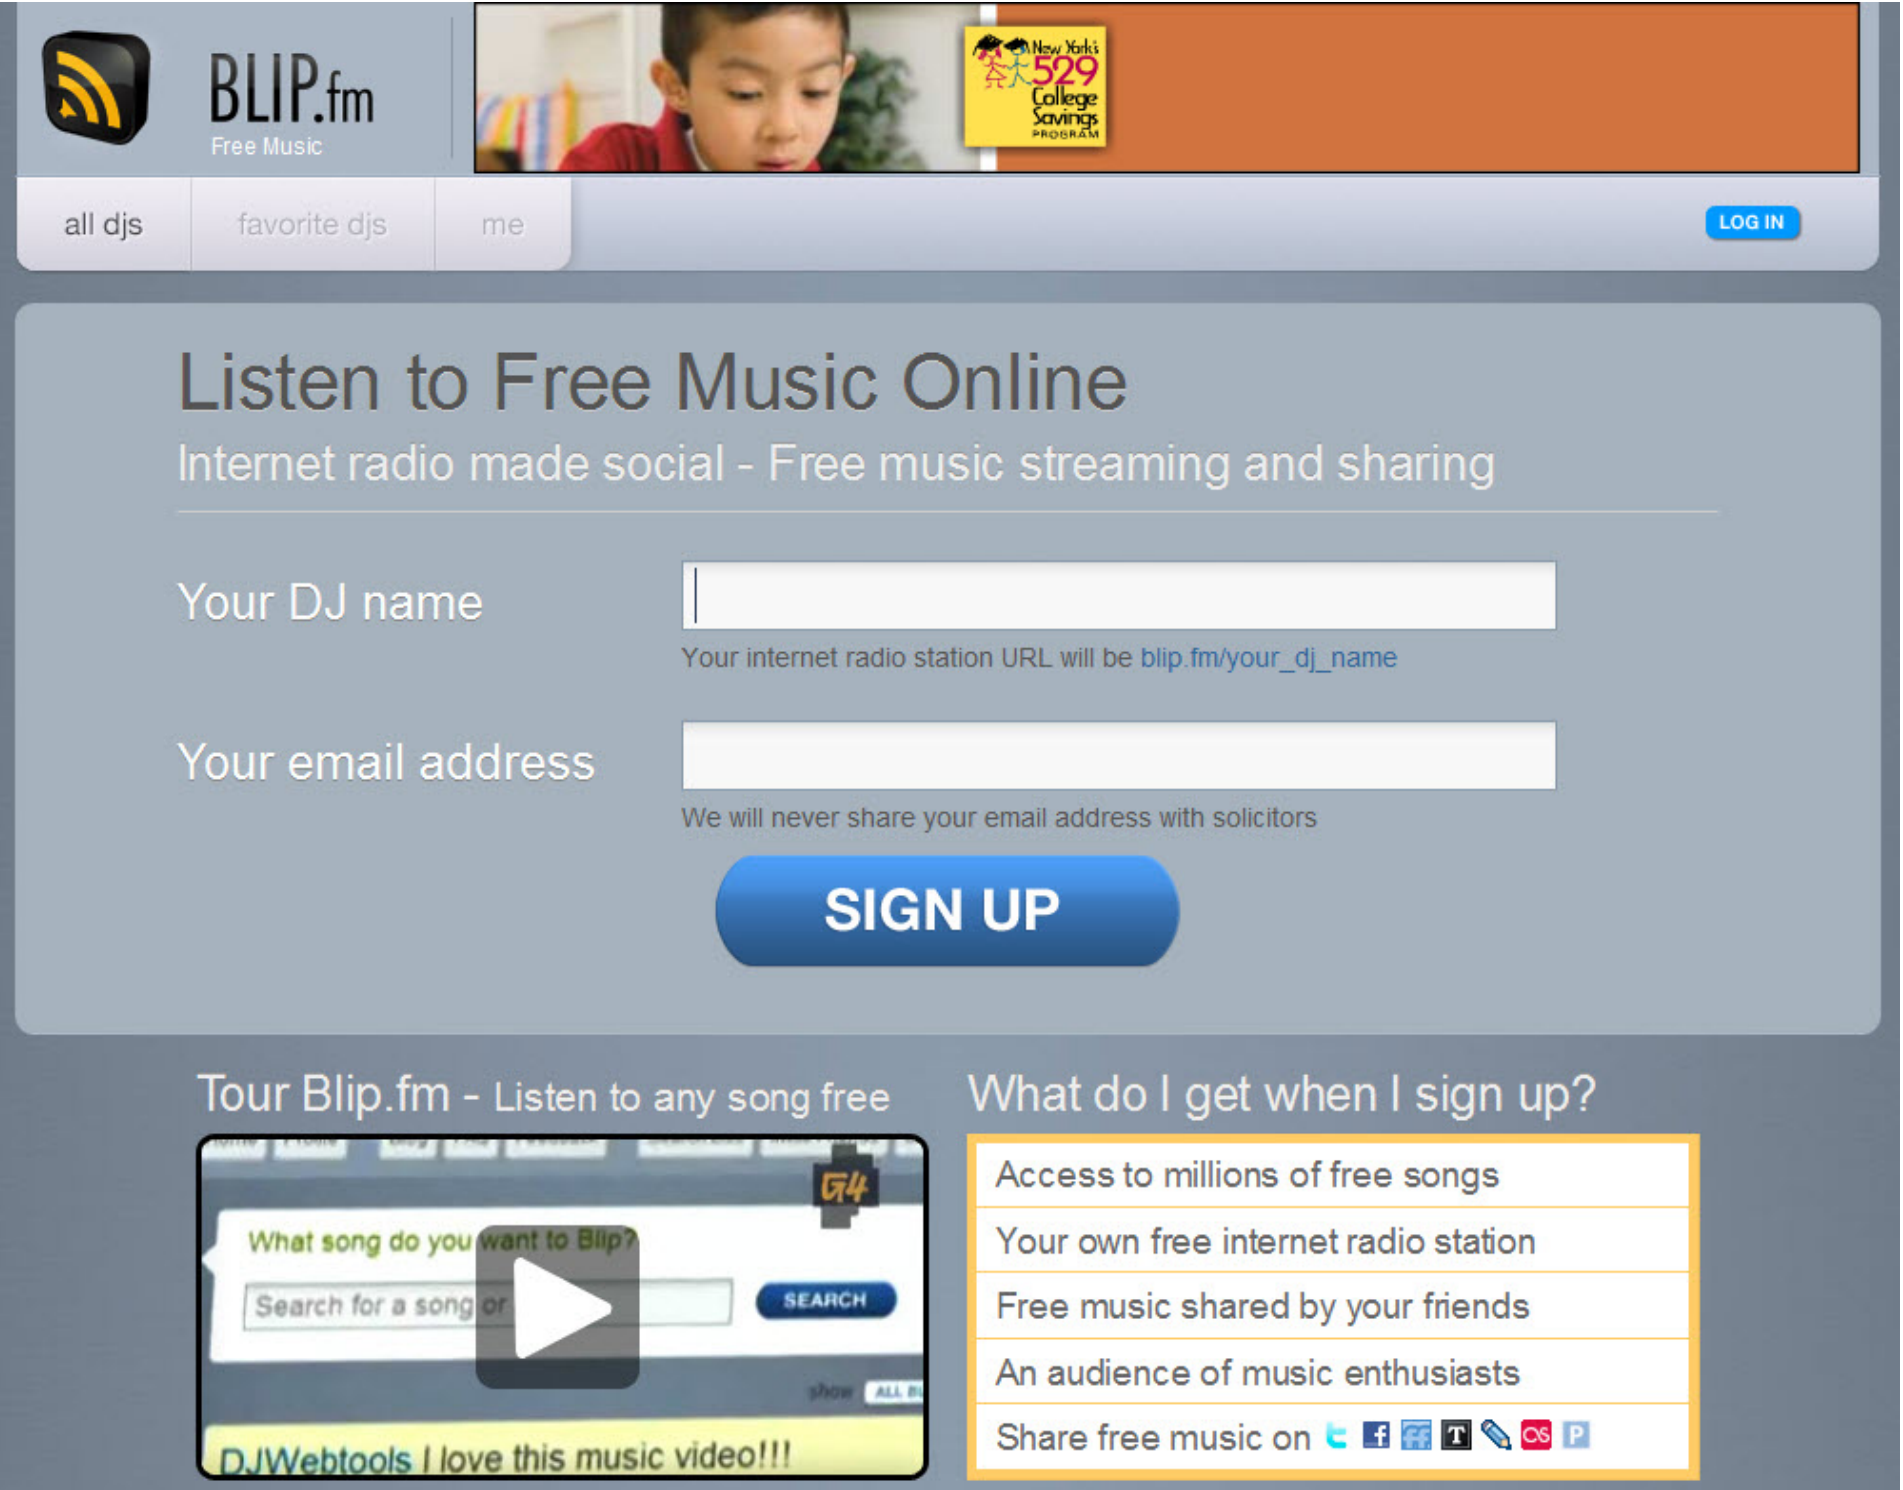 BLIP.fm
Free Music
New York's
529
College
Savings
PROGRAM
all djs
favorite djs
me
LOG IN
Listen to Free Music Online
Internet radio made social - Free music streaming and sharing
Your DJ name
Your internet radio station URL will be blip.fm/your_dj_name
Your email address
We will never share your email address with solicitors
SIGN UP
Tour Blip.fm - Listen to any song free
Profile
G4
What song do you want to Blip?
Search for a song or
SEARCH
show ALL
DJWebtools I love this music video!!!
What do I get when I sign up?
Access to millions of free songs
Your own free internet radio station
Free music shared by your friends
An audience of music enthusiasts
Share free music on